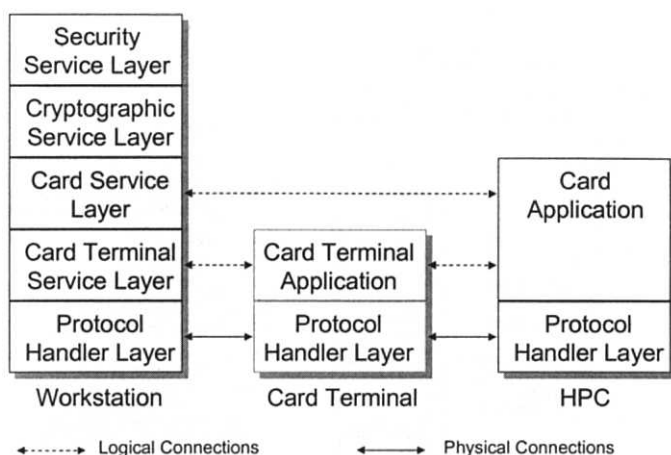 Security
Service Layer
Cryptographic
Service Layer
Card Service
Layer
Card Terminal
Service Layer
Protocol
Handler Layer
Workstation
Card Terminal
Application
Protocol
Handler Layer
Card Terminal
Card
Application
Protocol
Handler Layer
HPC
Logical Connections
Physical Connections